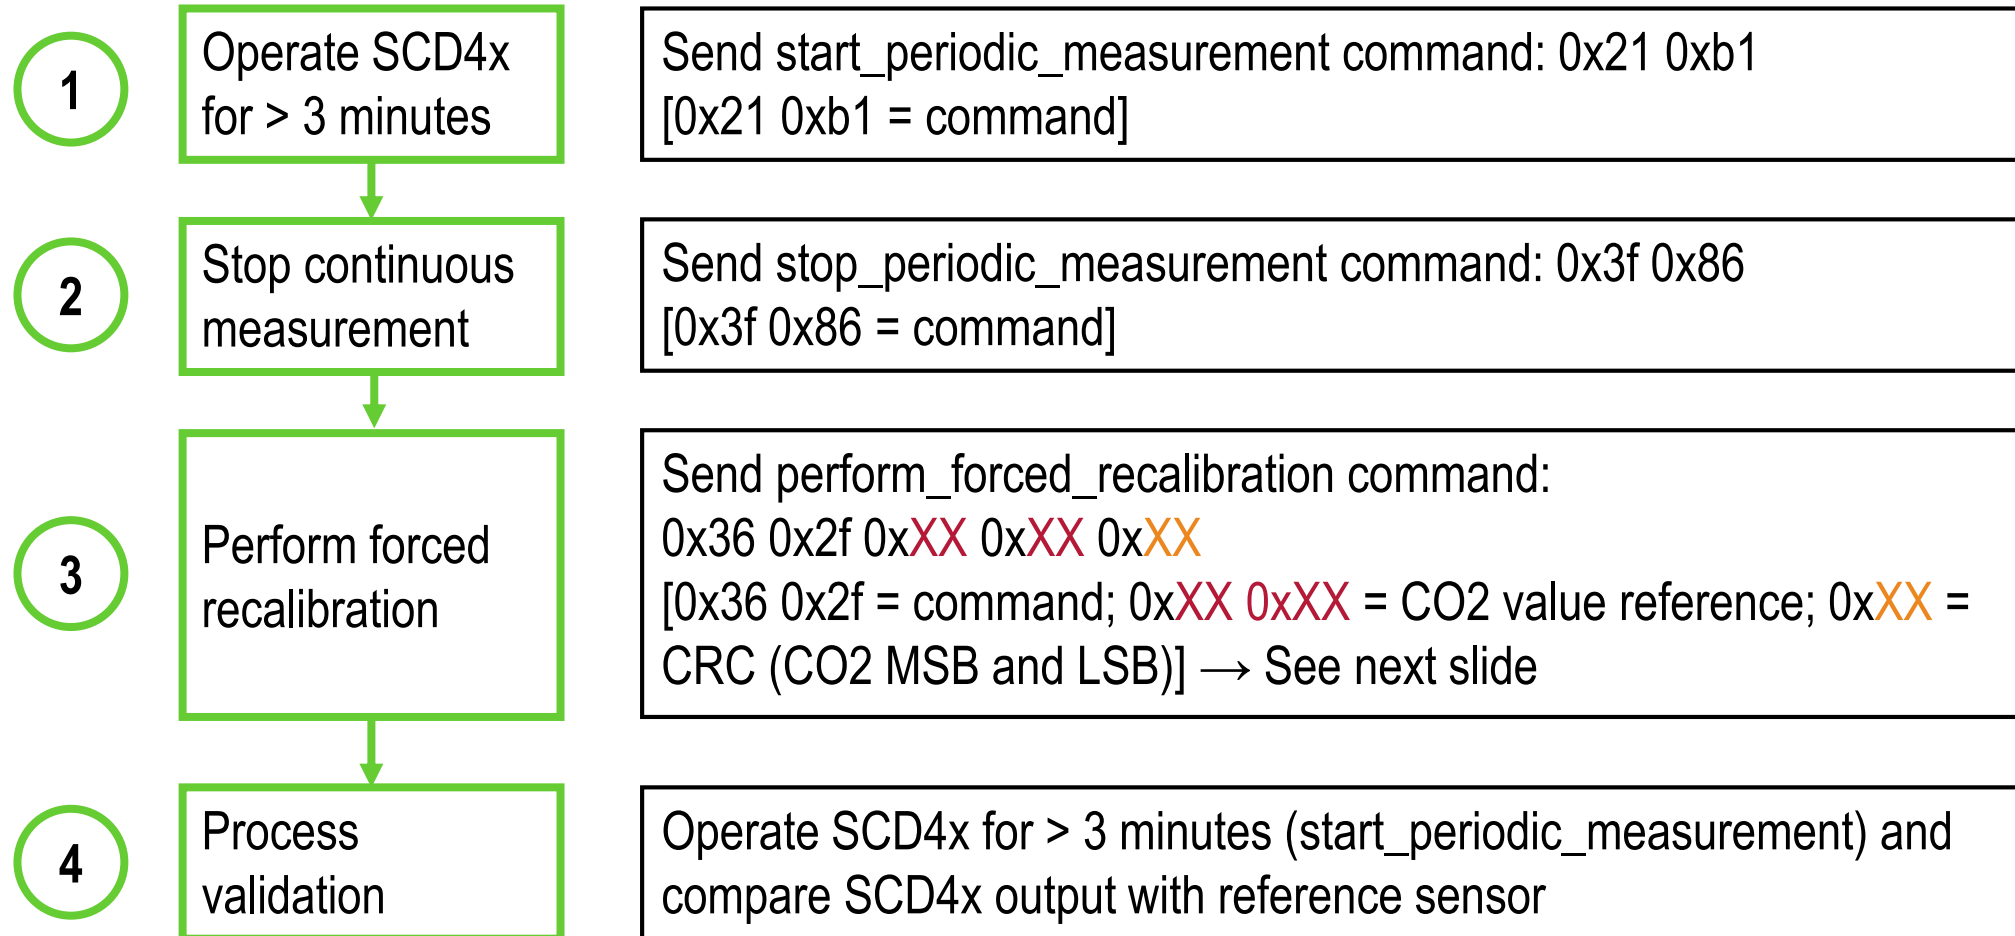 1
Operate SCD4x
for > 3 minutes
Send start_periodic_measurement command: 0x21 0xb1
[0x21 0xb1 = command]
2
Stop continuous
measurement
Send stop_periodic_measurement command: 0x3f 0x86
[0x3f 0x86 = command]
3
Perform forced
recalibration
Send perform_forced_recalibration command:
0x36 0x2f 0xXX 0xXX 0xXX
[0x36 0x2f = command; 0xXX 0xXX = CO2 value reference; 0xXX =
CRC (CO2 MSB and LSB)] → See next slide
4
Process
validation
Operate SCD4x for > 3 minutes (start_periodic_measurement) and
compare SCD4x output with reference sensor